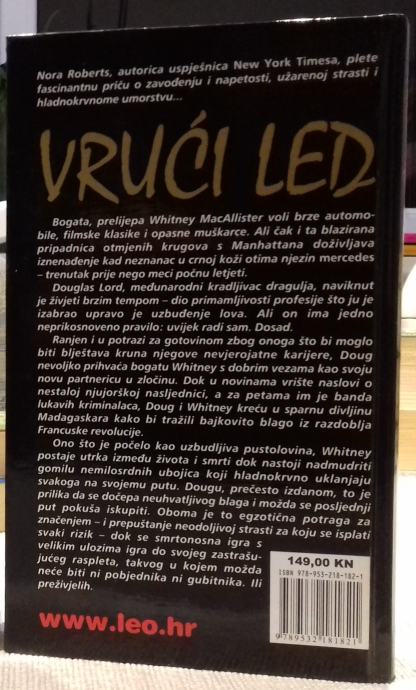 Nora Roberts, autorica uspješnica New York Timesa, plete
fascinantnu priču o zavođenju i napetosti, užarenoj strasti i
hladnokrvnome umorstvu...
VRUĆI LED
Bogata, prelijepa Whitney MacAllister voli brze automo-
bile, filmske klasike i opasne muškarce. Ali čak i ta blazirana
pripadnica otmjenih krugova s Manhattana doživljava
iznenađenje kad neznanac u crnoj koži otima njezin mercedes
– trenutak prije nego meci počnu letjeti.
Douglas Lord, međunarodni kradljivac dragulja, naviknut
je živjeti brzim tempom – dio primamljivosti profesije što ju je
izabrao upravo je uzbuđenje lova. Ali on ima jedno
neprikosnoveno pravilo: uvijek radi sam. Dosad.
Ranjen i u potrazi za gotovinom zbog onoga što bi moglo
biti blještava kruna njegove nevjerojatne karijere, Doug
nevoljko prihvaća bogatu Whitney s dobrim vezama kao svoju
novu partnericu u zločinu. Dok u novinama vrište naslovi o
nestaloj njujorškoj nasljednici, a za petama im je banda
lukavih kriminalaca, Doug i Whitney kreću u sparnu divljinu
Madagaskara kako bi tražili bajkovito blago iz razdoblja
Francuske revolucije.
Ono što je počelo kao uzbudljiva pustolovina, Whitney
postaje utrka između života i smrti dok nastoji nadmudriti
gomilu nemilosrdnih ubojica koji hladnokrvno uklanjaju
svakoga na svojemu putu. Dougu, prečesto izdanom, to je
prilika da se dočepa neuhvatljivog blaga i možda se posljednji
put pokuša iskupiti. Oboma je to egzotična potraga za
značenjem – i prepuštanje neodoljivoj strasti za koju se isplati
svaki rizik – dok se smrtonosna igra s
velikim ulozima igra do svojeg zastrašu-
jućeg raspleta, takvog u kojem možda
neće biti ni pobjednika ni gubitnika. Ili
preživjelih.
149,00 KN
ISBN 978-953-218-182-1
9789532181821
www.leo.hr